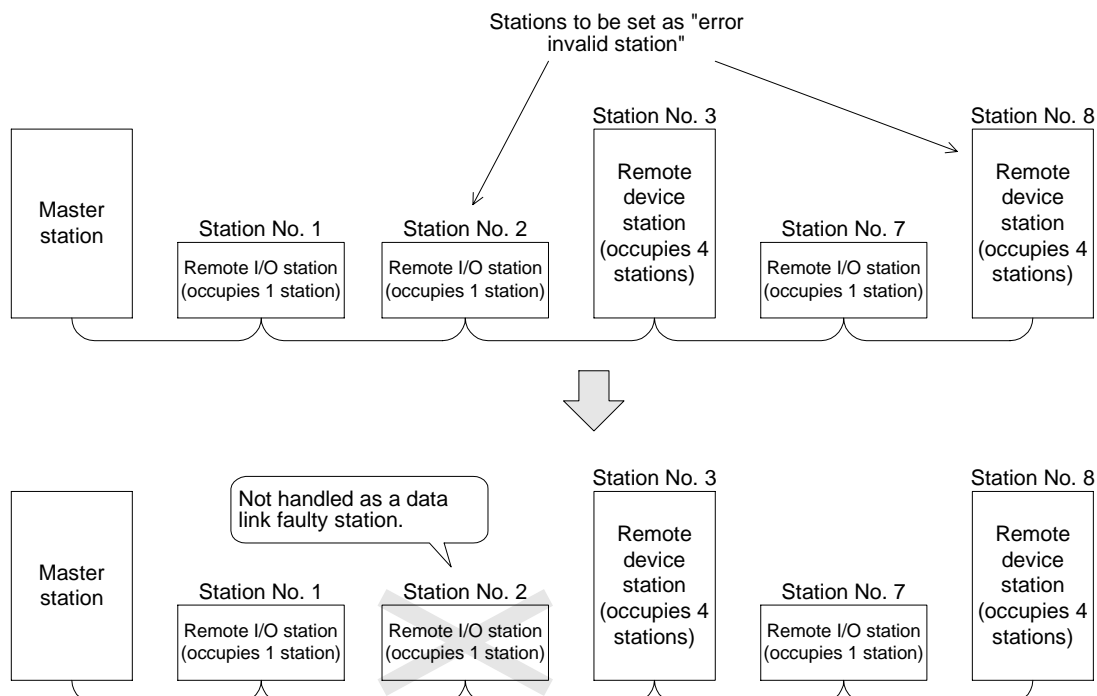 Stations to be set as "error
invalid station"
Station No. 3
Station No. 8
Master
station
Station No. 1
Remote I/O station
(occupies 1 station)
Station No. 2
Remote I/O station
(occupies 1 station)
Remote
device
station
(occupies 4
stations)
Station No. 7
Remote I/O station
(occupies 1 station)
Remote
device
station
(occupies 4
stations)
Not handled as a data
link faulty station.
Station No. 3
Station No. 8
Master
station
Station No. 1
Remote I/O station
(occupies 1 station)
Station No. 2
Remote I/O station
(occupies 1 station)
Remote
device
station
(occupies 4
stations)
Station No. 7
Remote I/O station
(occupies 1 station)
Remote
device
station
(occupies 4
stations)